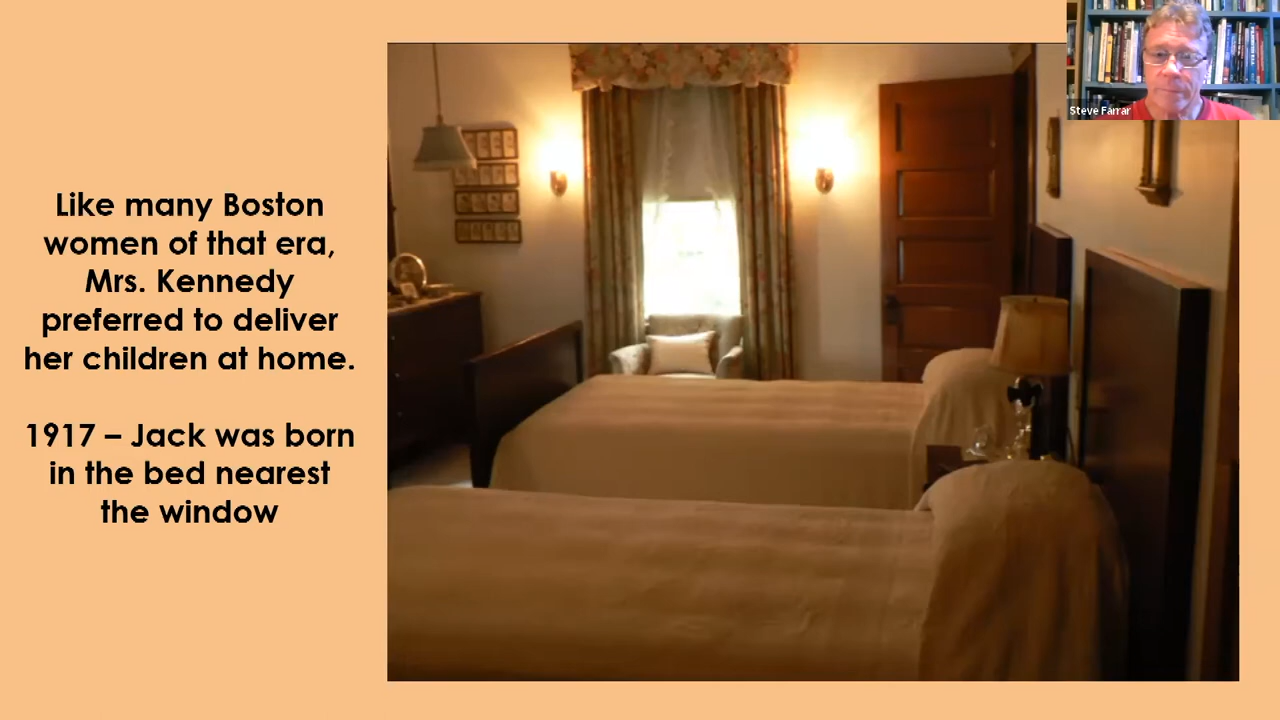 Like many Boston
women of that era,
Mrs. Kennedy
preferred to deliver
her children at home.
1917 – Jack was born
in the bed nearest
the window
Steve Farrar